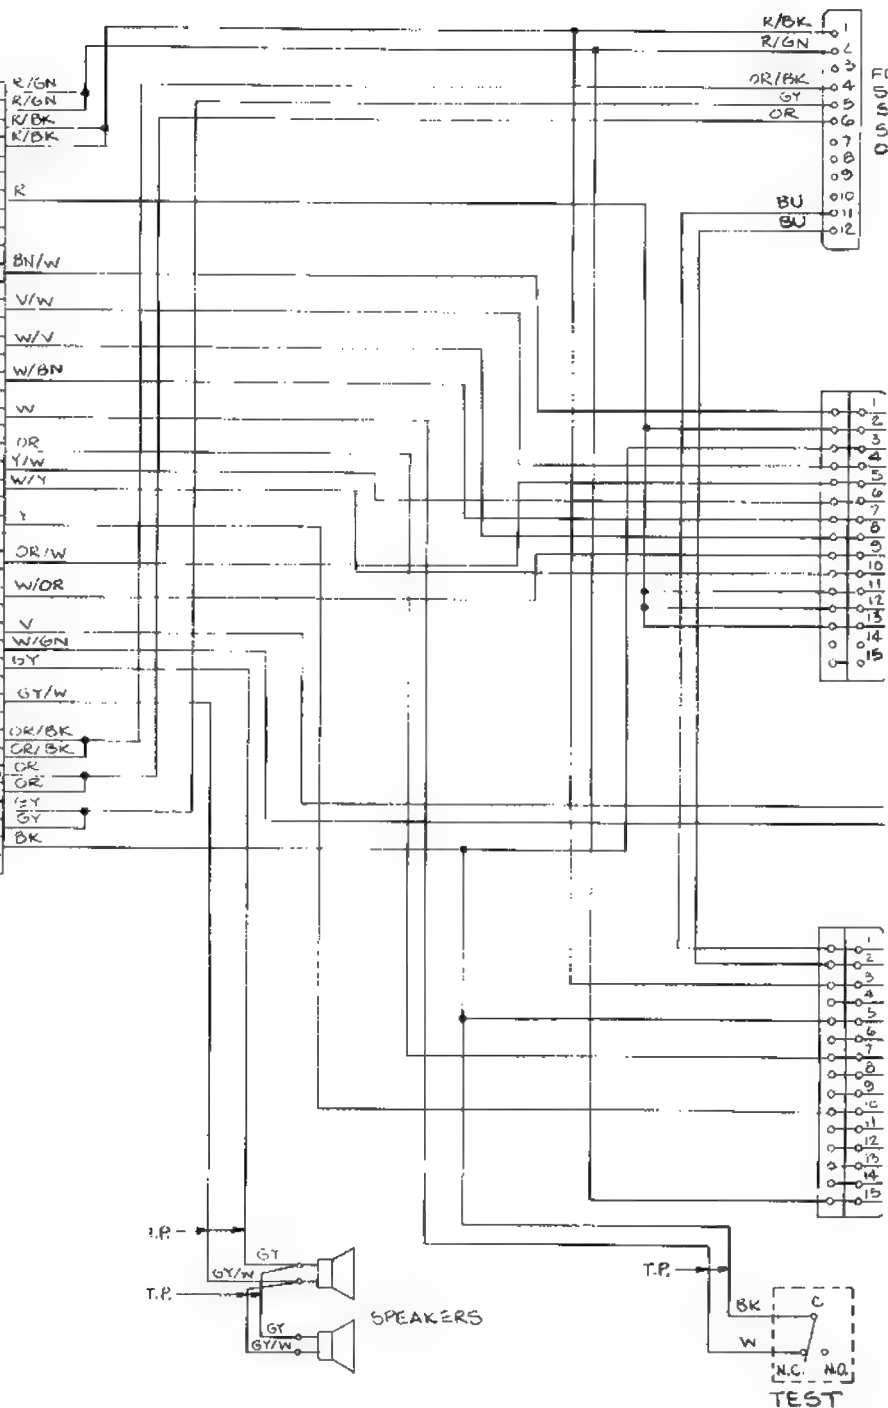 R/BK
R/GN
OR/BK
GY
OR
BU
BU
1
2
3
4
5
6
7
8
9
10
11
12
R/GN
R/GN
R/BK
R/BK
R
BN/W
V/W
W/V
W/BN
W
OR
Y/W
W/Y
Y
OR/W
W/OR
V
W/GN
GY
GY/W
OR/BK
OR/BK
OR
OR
GY
GY
BK
1
2
3
4
5
6
7
8
9
10
11
12
13
14
15
1
2
3
4
5
6
7
8
9
10
11
12
13
14
15
T.P.
GY
GY/W
T.P.
SPEAKERS
GY
GY/W
T.P.
BK
C
W
N.C. N.O.
TEST